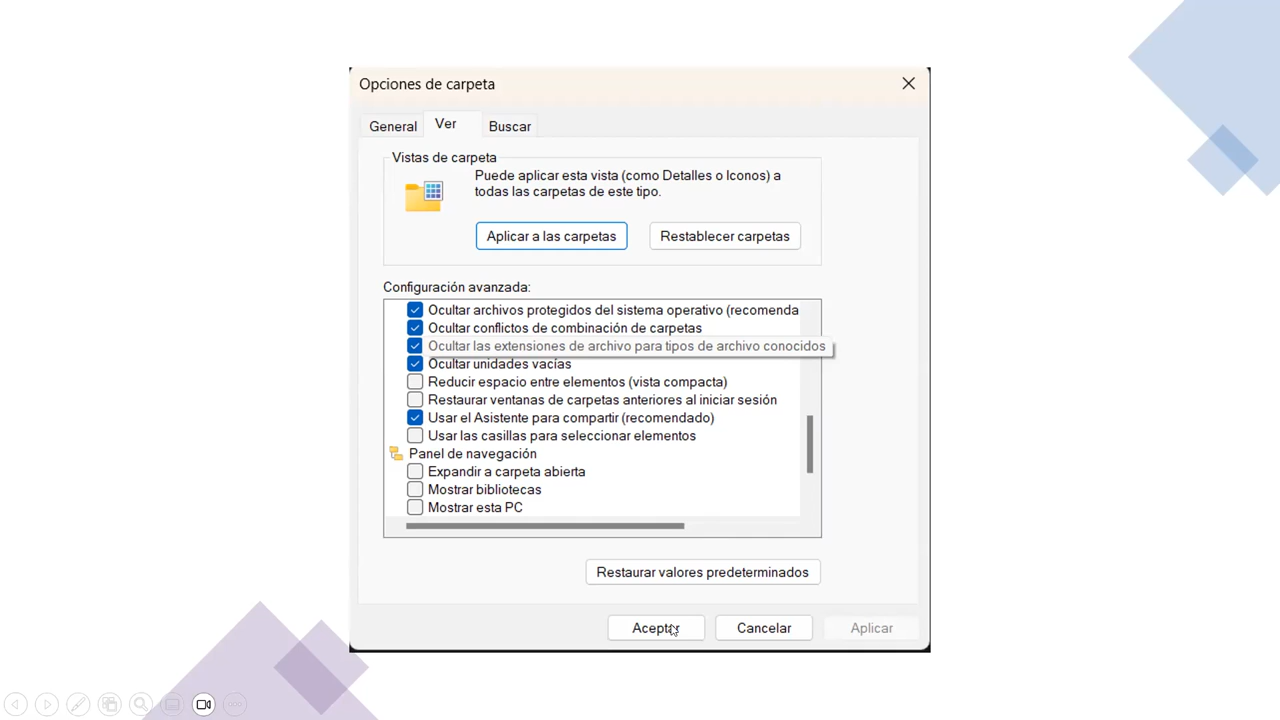 Opciones de carpeta
General
Ver
Buscar
Vistas de carpeta
Puede aplicar esta vista (como Detalles o Iconos) a
todas las carpetas de este tipo.
Aplicar a las carpetas
Restablecer carpetas
Configuración avanzada:
Ocultar archivos protegidos del sistema operativo (recomenda
Ocultar conflictos de combinación de carpetas
Ocultar las extensiones de archivo para tipos de archivo conocidos
Ocultar unidades vacías
Reducir espacio entre elementos (vista compacta)
Restaurar ventanas de carpetas anteriores al iniciar sesión
Usar el Asistente para compartir (recomendado)
Usar las casillas para seleccionar elementos
Panel de navegación
Expandir a carpeta abierta
Mostrar bibliotecas
Mostrar esta PC
Restaurar valores predeterminados
Aceptar
Cancelar
Aplicar